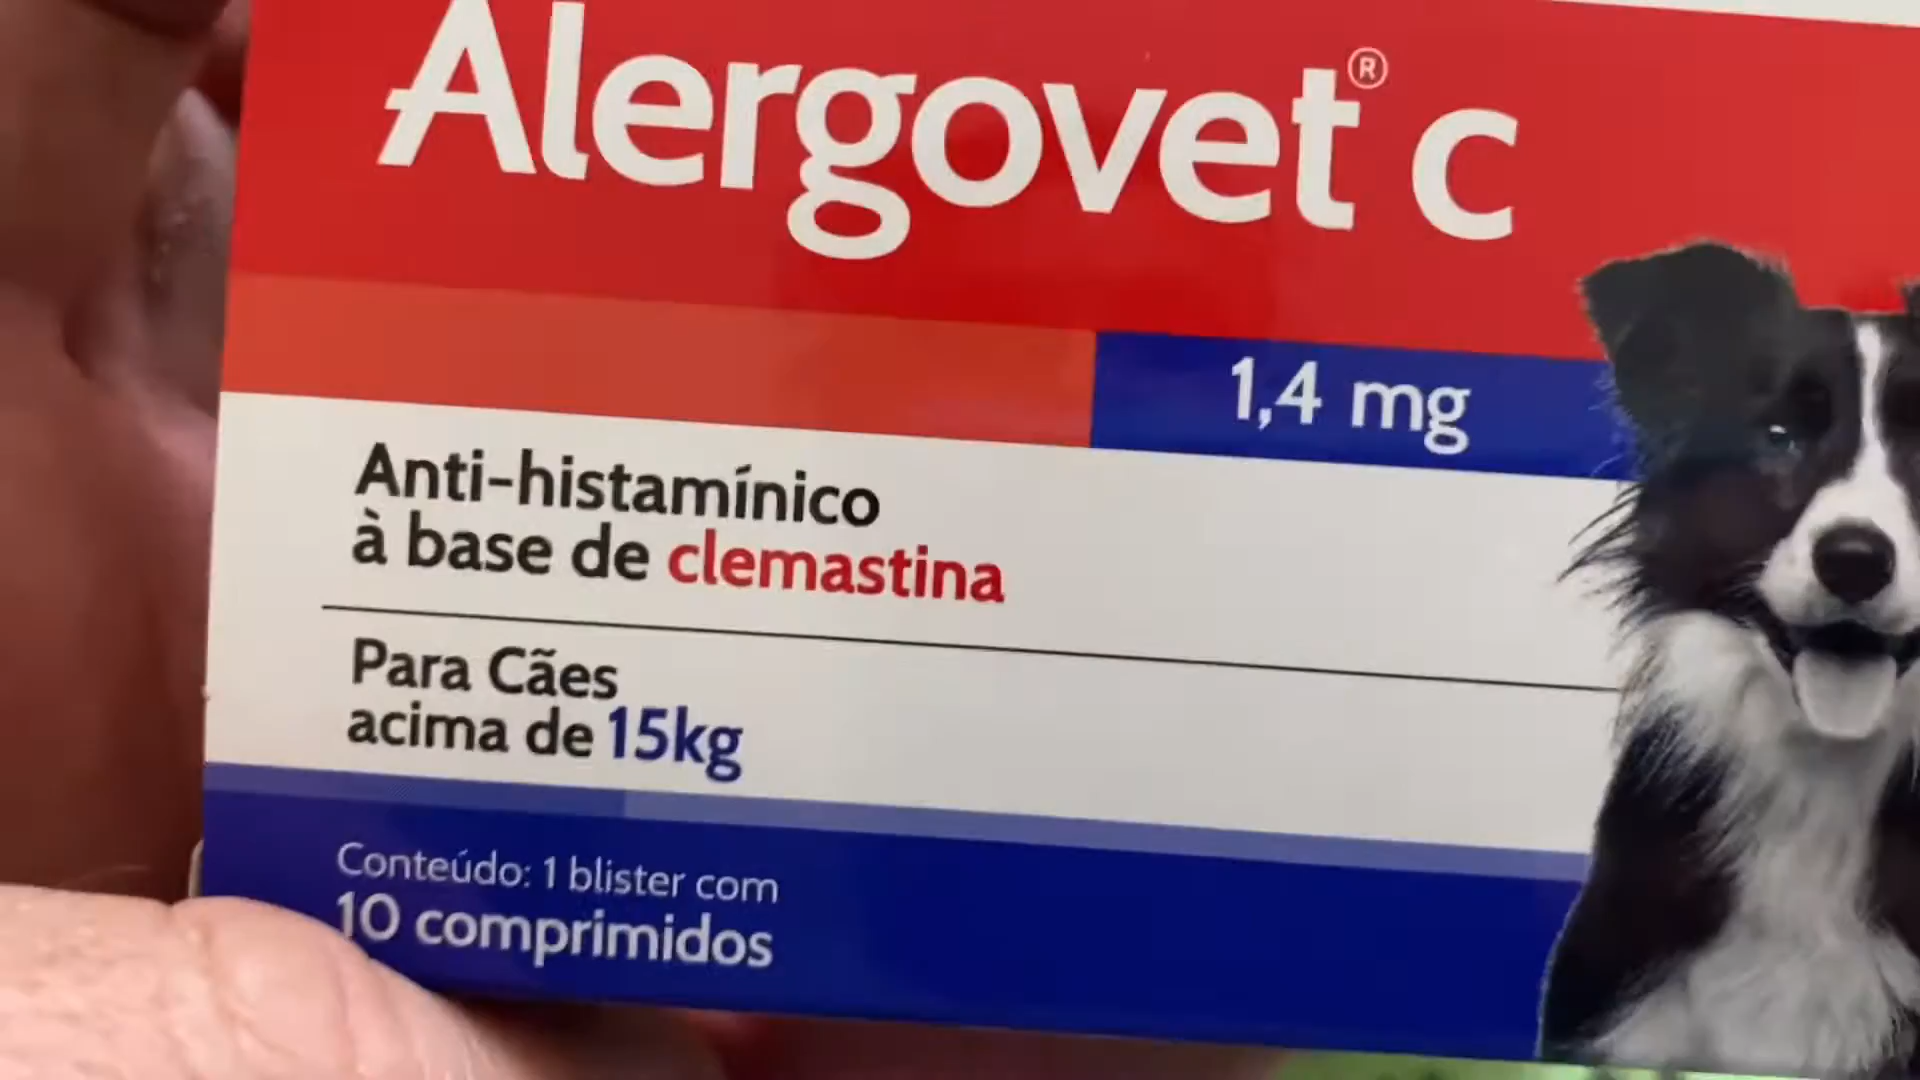 Alergovet® C
1,4 mg
Anti-histamínico
à base de clemastina
Para Cães
acima de 15kg
Conteúdo: 1 blister com
10 comprimidos